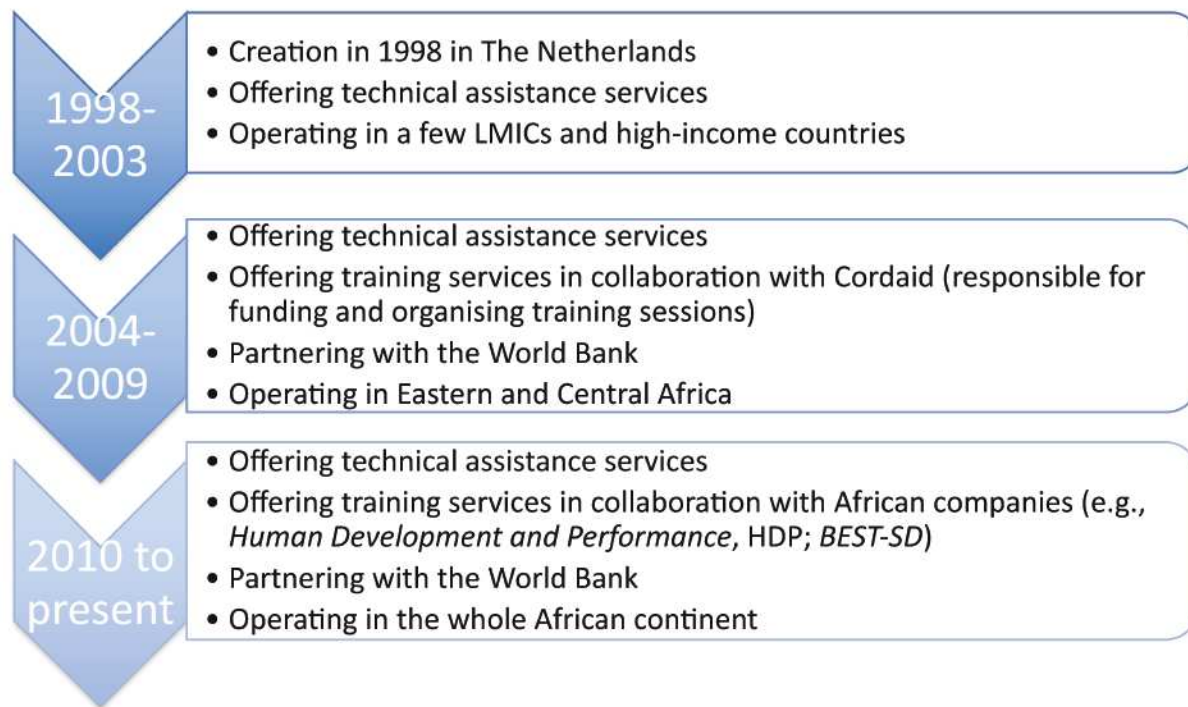 1998-
2003
• Creation in 1998 in The Netherlands
• Offering technical assistance services
• Operating in a few LMICs and high-income countries
2004-
2009
• Offering technical assistance services
• Offering training services in collaboration with Cordaid (responsible for
funding and organising training sessions)
• Partnering with the World Bank
• Operating in Eastern and Central Africa
2010 to
present
• Offering technical assistance services
• Offering training services in collaboration with African companies (e.g.,
Human Development and Performance, HDP; BEST-SD)
• Partnering with the World Bank
• Operating in the whole African continent